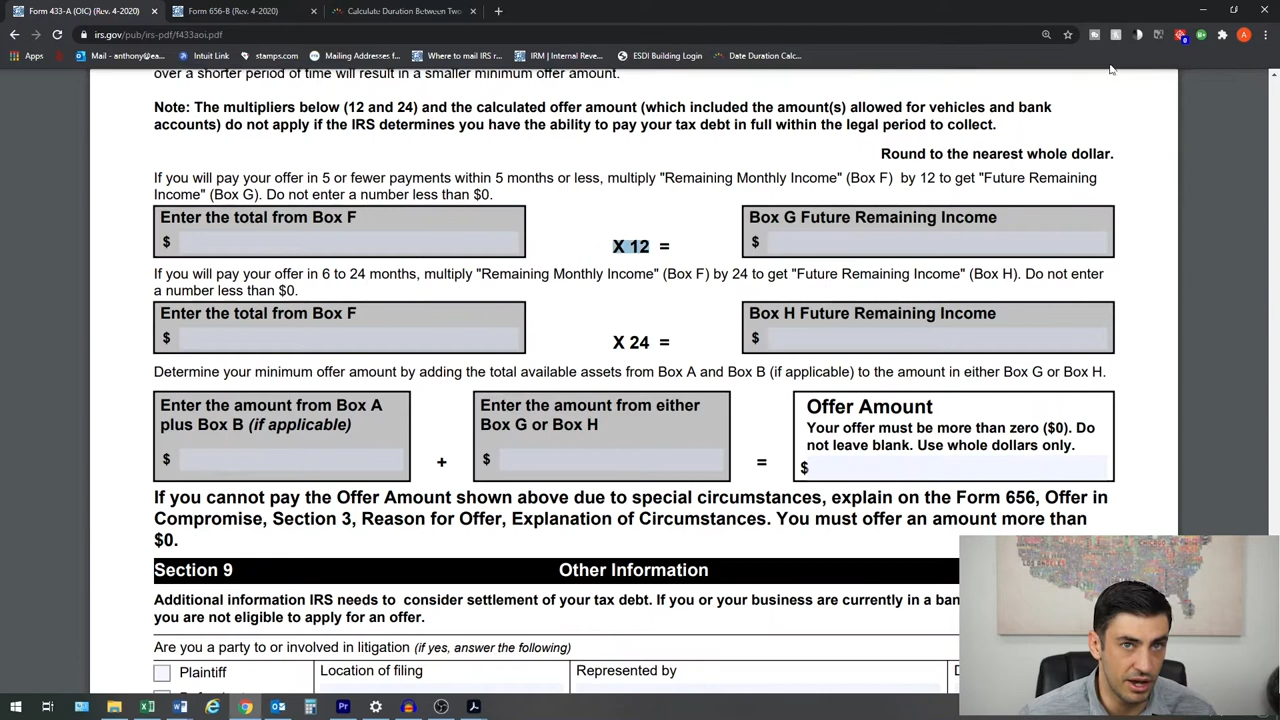 Form 433-A (OIC) (Rev. 4-2020)
Form 656-B (Rev. 4-2020)
Calculate Duration Between Two
irs.gov/pub/irs-pdf/f433aoi.pdf
A
Apps
Mail - anthony@ea...
Intuit Link
stamps.com
Mailing Addresses f...
Where to mail IRS r...
IRM | Internal Reve...
ESDI Building Login
Date Duration Calc...
over a shorter period of time will result in a smaller minimum offer amount.
Note: The multipliers below (12 and 24) and the calculated offer amount (which included the amount(s) allowed for vehicles and bank
accounts) do not apply if the IRS determines you have the ability to pay your tax debt in full within the legal period to collect.
Round to the nearest whole dollar.
If you will pay your offer in 5 or fewer payments within 5 months or less, multiply "Remaining Monthly Income" (Box F) by 12 to get "Future Remaining
Income" (Box G). Do not enter a number less than $0.
Enter the total from Box F
$
X 12 =
Box G Future Remaining Income
$
If you will pay your offer in 6 to 24 months, multiply "Remaining Monthly Income" (Box F) by 24 to get "Future Remaining Income" (Box H). Do not enter
a number less than $0.
Enter the total from Box F
$
X 24 =
Box H Future Remaining Income
$
Determine your minimum offer amount by adding the total available assets from Box A and Box B (if applicable) to the amount in either Box G or Box H.
Enter the amount from Box A
plus Box B (if applicable)
$
+
Enter the amount from either
Box G or Box H
$
=
Offer Amount
Your offer must be more than zero ($0). Do
not leave blank. Use whole dollars only.
$
If you cannot pay the Offer Amount shown above due to special circumstances, explain on the Form 656, Offer in
Compromise, Section 3, Reason for Offer, Explanation of Circumstances. You must offer an amount more than
$0.
Section 9
Other Information
Additional information IRS needs to consider settlement of your tax debt. If you or your business are currently in a ban
you are not eligible to apply for an offer.
Are you a party to or involved in litigation (if yes, answer the following)
Plaintiff
Location of filing
Represented by
D